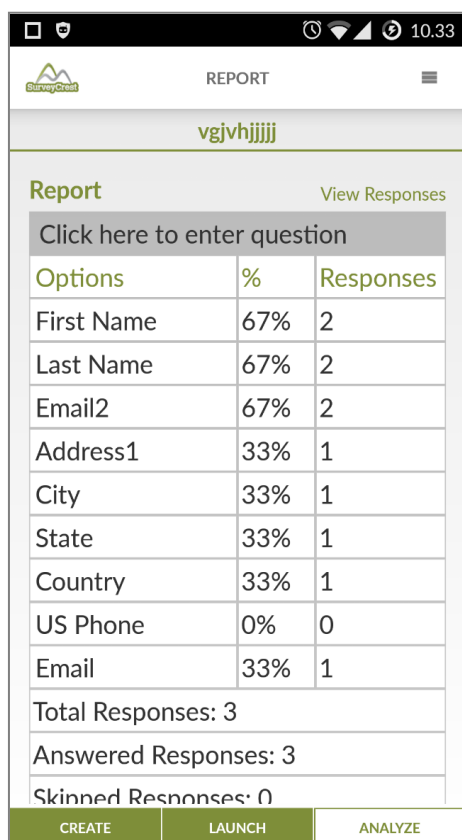 10.33
SurveyCrest
REPORT
vgjvhjjjjj
Report
View Responses
Click here to enter question
Options % Responses
First Name 67% 2
Last Name 67% 2
Email2 67% 2
Address1 33% 1
City 33% 1
State 33% 1
Country 33% 1
US Phone 0% 0
Email 33% 1
Total Responses: 3
Answered Responses: 3
Skipped Responses: 0
CREATE LAUNCH ANALYZE